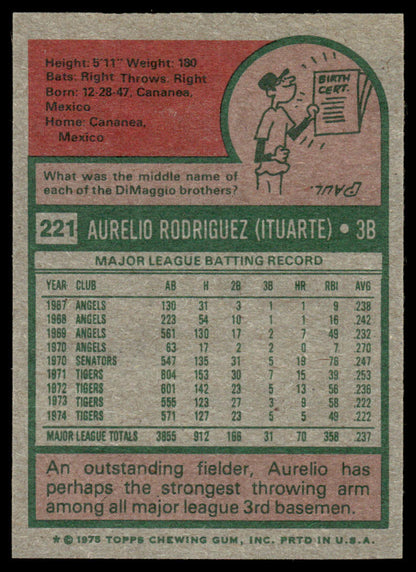 Height: 5'11" Weight: 180
Bats: Right Throws: Right
Born: 12-28-47, Cananea,
Mexico
Home: Cananea,
Mexico
BIRTH
CERT.
What was the middle name of
each of the DiMaggio brothers?
PAUL.
221 AURELIO RODRIGUEZ (ITUARTE) • 3B
MAJOR LEAGUE BATTING RECORD
YEAR CLUB AB H 2B 3B HR RBI AVG
1967 ANGELS 130 31 3 1 1 9 .238
1968 ANGELS 223 54 10 1 1 16 .242
1969 ANGELS 561 130 17 2 7 49 .232
1970 ANGELS 63 17 2 2 0 7 .270
1970 SENATORS 547 135 31 5 19 76 .247
1971 TIGERS 604 153 30 7 15 39 .253
1972 TIGERS 601 142 23 5 13 56 .236
1973 TIGERS 555 123 27 3 9 58 .222
1974 TIGERS 571 127 23 5 5 49 .222
MAJOR LEAGUE TOTALS 3855 912 166 31 70 358 .237
An outstanding fielder, Aurelio has
perhaps the strongest throwing arm
among all major league 3rd basemen.
* © 1975 TOPPS CHEWING GUM, INC. PRTD IN U.S.A.